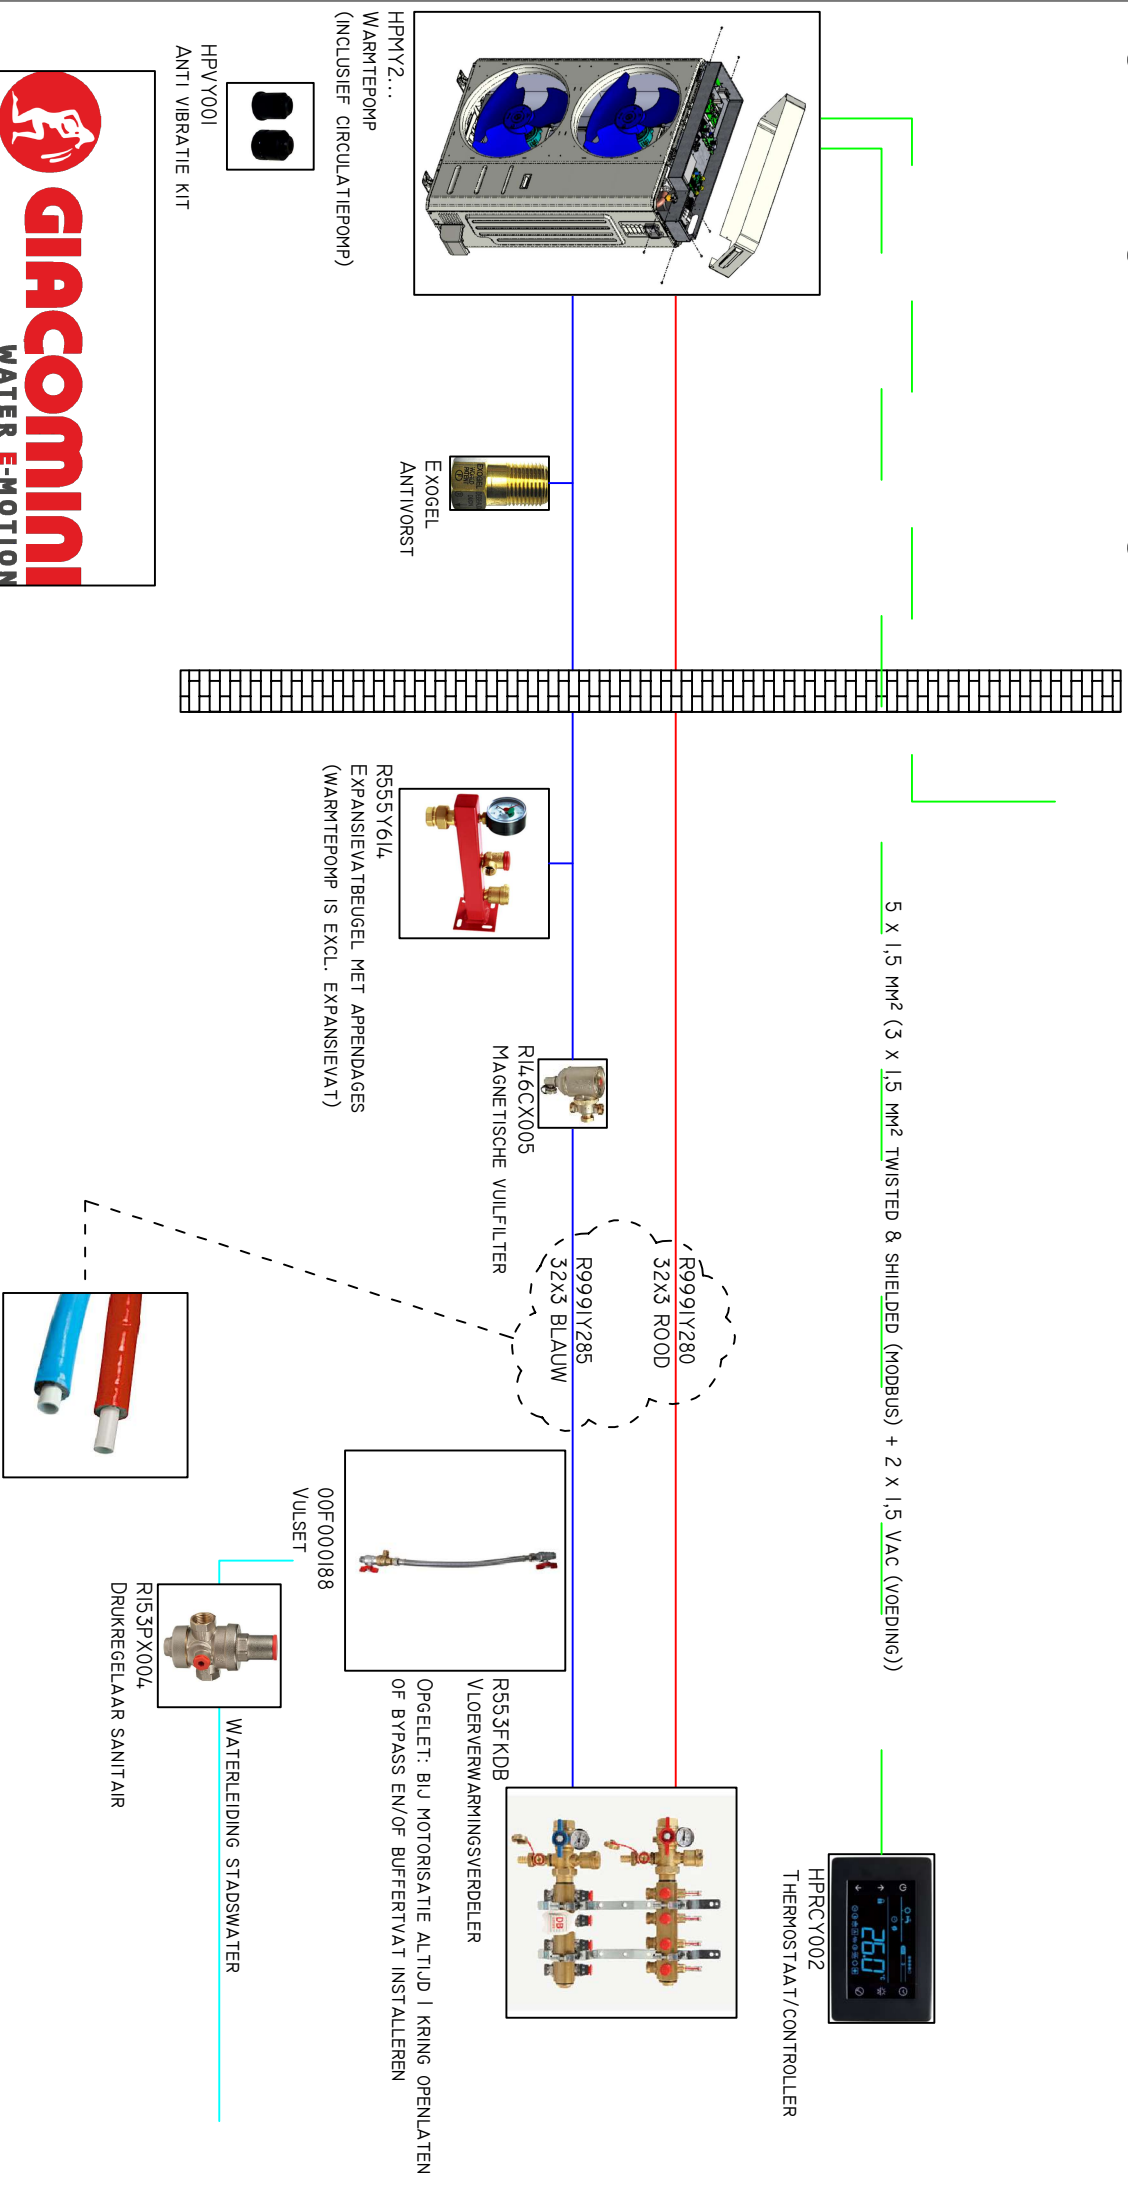 HPMY2...
WARMTEPOMP
(INCLUSIEF CIRCULATIEPOMP)
HPVY001
ANTI VIBRATIE KIT
GIACOMINI
WATER E-MOTION
EXOGEL
ANTIVORST
5 X 1,5 MM² (3 X 1,5 MM² TWISTED & SHIELDED (MODBUS) + 2 X 1,5 VAC (VOEDING))
R555Y614
EXPANSIEVATBEUGEL MET APPENDAGES
(WARMTEPOMP IS EXCL. EXPANSIEVAT)
R146CX005
MAGNETISCHE VUILFILTER
R999IY280
32X3 ROOD
R999IY285
32X3 BLAUW
00F000188
VULSET
R153PX004
DRUKREGELAAR SANITAIR
WATERLEIDING STADSWATER
R553FKDB
VLOERVERWARMINGSVERDELER
OPGELET: BIJ MOTORISATIE ALTIJD 1 KRING OPENLATEN
OF BYPASS EN/OF BUFFERTVAT INSTALLEREN
HPRCY002
THERMOSTAAT/CONTROLLER
26.0
DB